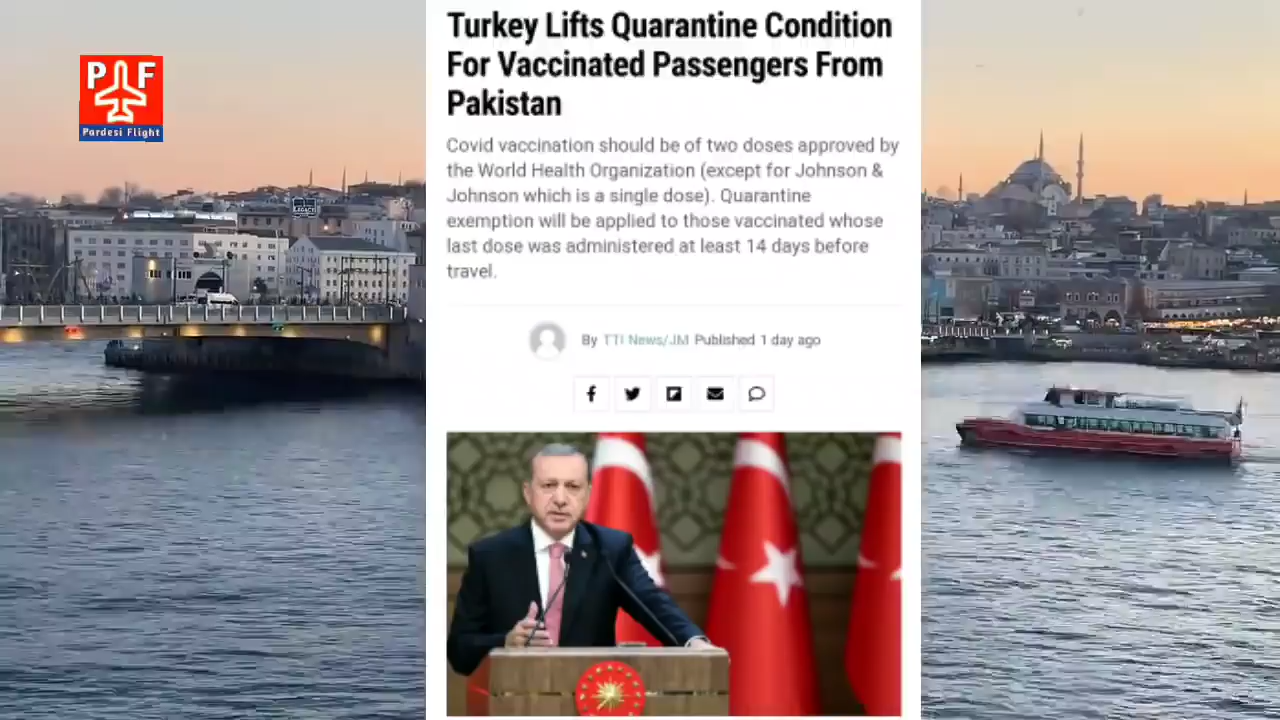 P F
Pardesi Flight
Turkey Lifts Quarantine Condition
For Vaccinated Passengers From
Pakistan
Covid vaccination should be of two doses approved by
the World Health Organization (except for Johnson &
Johnson which is a single dose). Quarantine
exemption will be applied to those vaccinated whose
last dose was administered at least 14 days before
travel.
By TTI News/JM Published 1 day ago
LEGACY